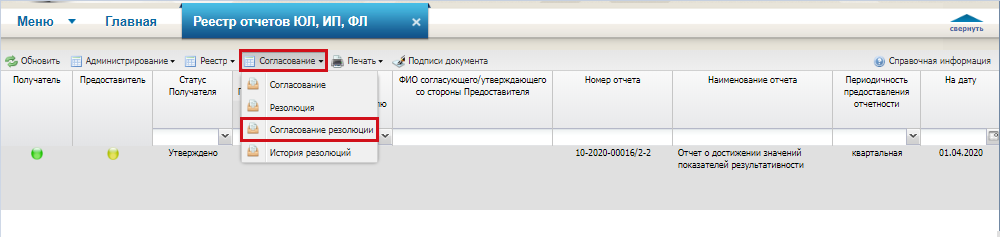 Меню Главная Реестр отчетов ЮЛ, ИП, ФЛ
свернуть
Обновить Администрирование Реестр Согласование Печать Подписи документа Справочная информация
Получатель Предоставитель Статус Получателя ФИО согласующего/утверждающего со стороны Предоставителя Номер отчета Наименование отчета Периодичность предоставления отчетности На дату
Согласование
Резолюция
Согласование резолюции
История резолюций
Утверждено 10-2020-00016/2-2 Отчет о достижении значений показателей результативности квартальная 01.04.2020